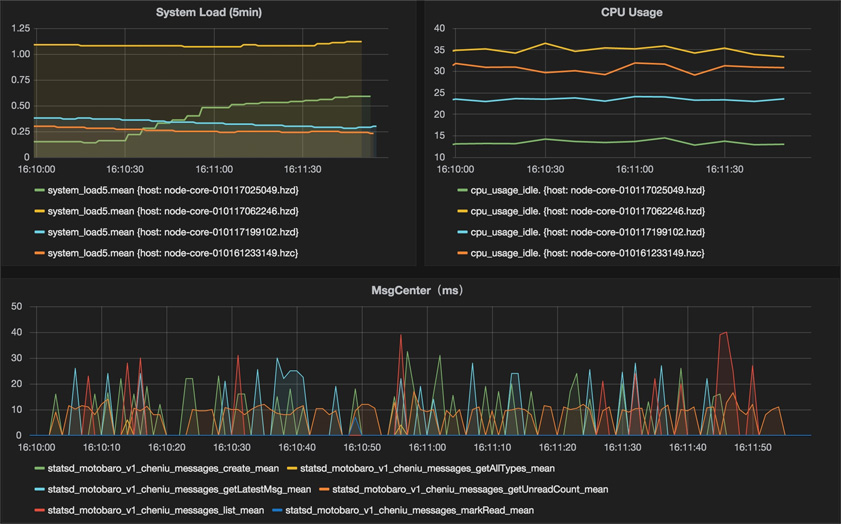 System Load (5min)
1.25
1.00
0.75
0.50
0.25
0
16:10:00 16:10:30 16:11:00 16:11:30
system_load5.mean {host: node-core-010117025049.hzd}
system_load5.mean {host: node-core-010117062246.hzd}
system_load5.mean {host: node-core-010117199102.hzd}
system_load5.mean {host: node-core-010161233149.hzc}
CPU Usage
40
35
30
25
20
15
10
16:10:00 16:10:30 16:11:00 16:11:30
cpu_usage_idle. {host: node-core-010117025049.hzd}
cpu_usage_idle. {host: node-core-010117062246.hzd}
cpu_usage_idle. {host: node-core-010117199102.hzd}
cpu_usage_idle. {host: node-core-010161233149.hzc}
MsgCenter（ms）
50
40
30
20
10
0
16:10:00 16:10:10 16:10:20 16:10:30 16:10:40 16:10:50 16:11:00 16:11:10 16:11:20 16:11:30 16:11:40 16:11:50
statsd_motobaro_v1_cheniu_messages_create_mean statsd_motobaro_v1_cheniu_messages_getAllTypes_mean
statsd_motobaro_v1_cheniu_messages_getLatestMsg_mean statsd_motobaro_v1_cheniu_messages_getUnreadCount_mean
statsd_motobaro_v1_cheniu_messages_list_mean statsd_motobaro_v1_cheniu_messages_markRead_mean